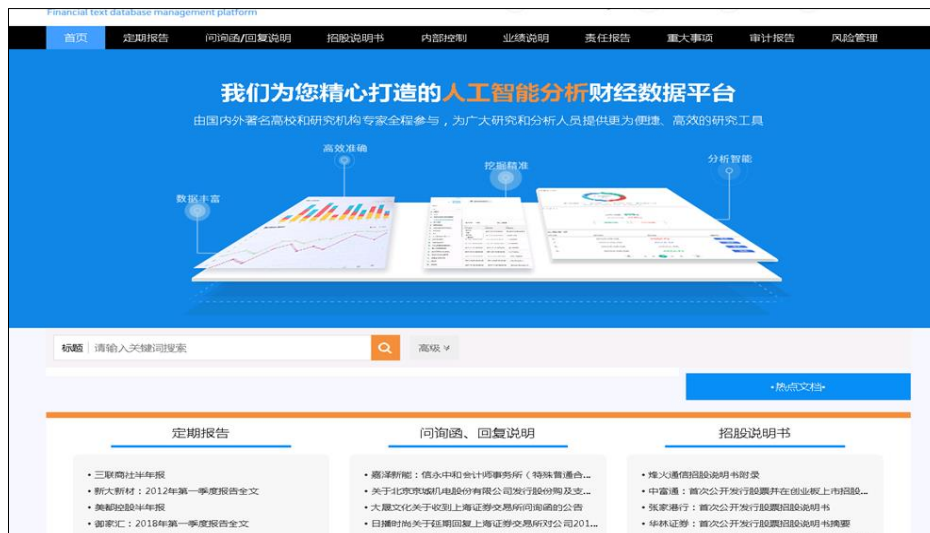 Financial text database management platform
首页 定期报告 问询函/回复说明 招股说明书 内部控制 业绩说明 责任报告 重大事项 审计报告 风险管理
我们为您精心打造的人工智能分析财经数据平台
由国内外著名高校和研究机构专家全程参与，为广大研究和分析人员提供更为便捷、高效的研究工具
高效准确
分析智能
挖掘精准
数据丰富
标题 请输入关键词搜索 高级
·热点文档·
定期报告 问询函、回复说明 招股说明书
• 三联商社半年报
• 新大新材：2012年第一季度报告全文
• 美都控股半年报
• 御家汇：2018年第一季度报告全文
• 嘉泽新能：信永中和会计师事务所（特殊普通合...
• 关于北京京城机电股份有限公司发行股份购及支...
• 大晟文化关于收到上海证券交易所问询函的公告
• 日播时尚关于延期回复上海证券交易所对公司201...
• 烽火通信招股说明书附录
• 中富通：首次公开发行股票并在创业板上市招股...
• 张家港行：首次公开发行股票招股说明书
• 华林证券：首次公开发行股票招股说明书摘要